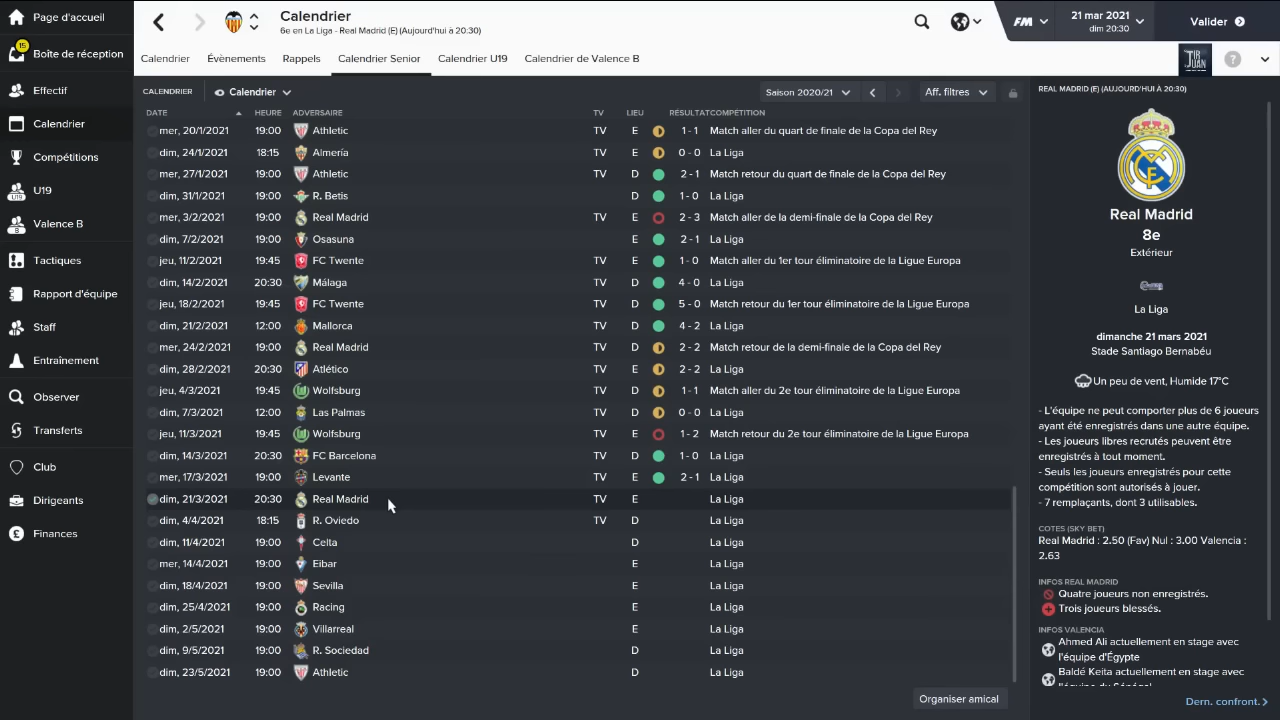 Page d'accueil
15
Boîte de réception
Effectif
Calendrier
Compétitions
U19
U19
B
Valence B
Tactiques
Rapport d'équipe
Staff
Entraînement
Observer
Transferts
Club
Dirigeants
Finances
Calendrier
6e en La Liga - Real Madrid (E) (Aujourd'hui à 20:30)
FM
21 mar 2021
dim 20:30
Valider
Calendrier Évènements Rappels Calendrier Senior Calendrier U19 Calendrier de Valence B
?
CALENDRIER Calendrier Saison 2020/21 Aff. filtres
DATE HEURE ADVERSAIRE TV LIEU RÉSULTATCOMPÉTITION
mer, 20/1/2021 19:00 Athletic TV E 1 - 1 Match aller du quart de finale de la Copa del Rey
dim, 24/1/2021 18:15 Almería TV E 0 - 0 La Liga
mer, 27/1/2021 19:00 Athletic TV D 2 - 1 Match retour du quart de finale de la Copa del Rey
dim, 31/1/2021 19:00 R. Betis D 1 - 0 La Liga
mer, 3/2/2021 19:00 Real Madrid TV E 2 - 3 Match aller de la demi-finale de la Copa del Rey
dim, 7/2/2021 19:00 Osasuna E 2 - 1 La Liga
jeu, 11/2/2021 19:45 FC Twente TV E 1 - 0 Match aller du 1er tour éliminatoire de la Ligue Europa
dim, 14/2/2021 20:30 Málaga TV D 4 - 0 La Liga
jeu, 18/2/2021 19:45 FC Twente TV D 5 - 0 Match retour du 1er tour éliminatoire de la Ligue Europa
dim, 21/2/2021 12:00 Mallorca TV D 4 - 2 La Liga
mer, 24/2/2021 19:00 Real Madrid TV D 2 - 2 Match retour de la demi-finale de la Copa del Rey
dim, 28/2/2021 20:30 Atlético TV E 2 - 2 La Liga
jeu, 4/3/2021 19:45 Wolfsburg TV D 1 - 1 Match aller du 2e tour éliminatoire de la Ligue Europa
dim, 7/3/2021 12:00 Las Palmas TV D 0 - 0 La Liga
jeu, 11/3/2021 19:45 Wolfsburg TV E 1 - 2 Match retour du 2e tour éliminatoire de la Ligue Europa
dim, 14/3/2021 20:30 FC Barcelona TV D 1 - 0 La Liga
mer, 17/3/2021 19:00 Levante TV E 2 - 1 La Liga
dim, 21/3/2021 20:30 Real Madrid TV E La Liga
dim, 4/4/2021 18:15 R. Oviedo TV D La Liga
dim, 11/4/2021 19:00 Celta D La Liga
mer, 14/4/2021 19:00 Eibar E La Liga
dim, 18/4/2021 19:00 Sevilla E La Liga
dim, 25/4/2021 19:00 Racing E La Liga
dim, 2/5/2021 19:00 Villarreal E La Liga
dim, 9/5/2021 19:00 R. Sociedad D La Liga
dim, 23/5/2021 19:00 Athletic D La Liga
Organiser amical
REAL MADRID (E) (AUJOURD'HUI À 20:30)
Real Madrid
8e
Extérieur
La Liga
dimanche 21 mars 2021
Stade Santiago Bernabéu
Un peu de vent, Humide 17°C
- L'équipe ne peut comporter plus de 6 joueurs
ayant été enregistrés dans une autre équipe.
- Les joueurs libres recrutés peuvent être
enregistrés à tout moment.
- Seuls les joueurs enregistrés pour cette
compétition sont autorisés à jouer.
- 7 remplaçants, dont 3 utilisables.
COTES (SKY BET)
Real Madrid : 2.50 (Fav) Nul : 3.00 Valencia :
2.63
INFOS REAL MADRID
Quatre joueurs non enregistrés.
Trois joueurs blessés.
INFOS VALENCIA
Ahmed Ali actuellement en stage avec
l'équipe d'Égypte
Baldé Keita actuellement en stage avec
l'équipe du Sénégal
Dern. confront.